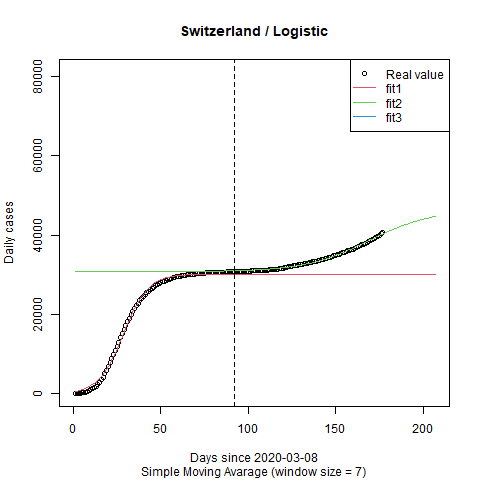 Switzerland / Logistic
Real value
fit1
fit2
fit3
Daily cases
80000
60000
40000
20000
0
0 50 100 150 200
Days since 2020-03-08
Simple Moving Avarage (window size = 7)